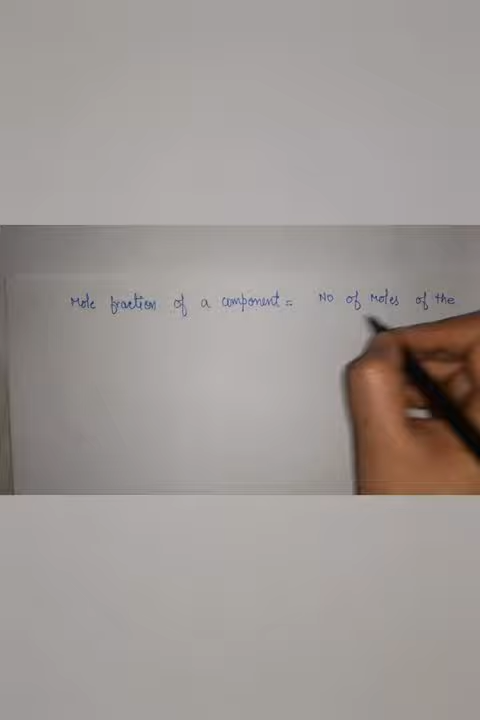 Mole fraction of a component = No of Moles of the